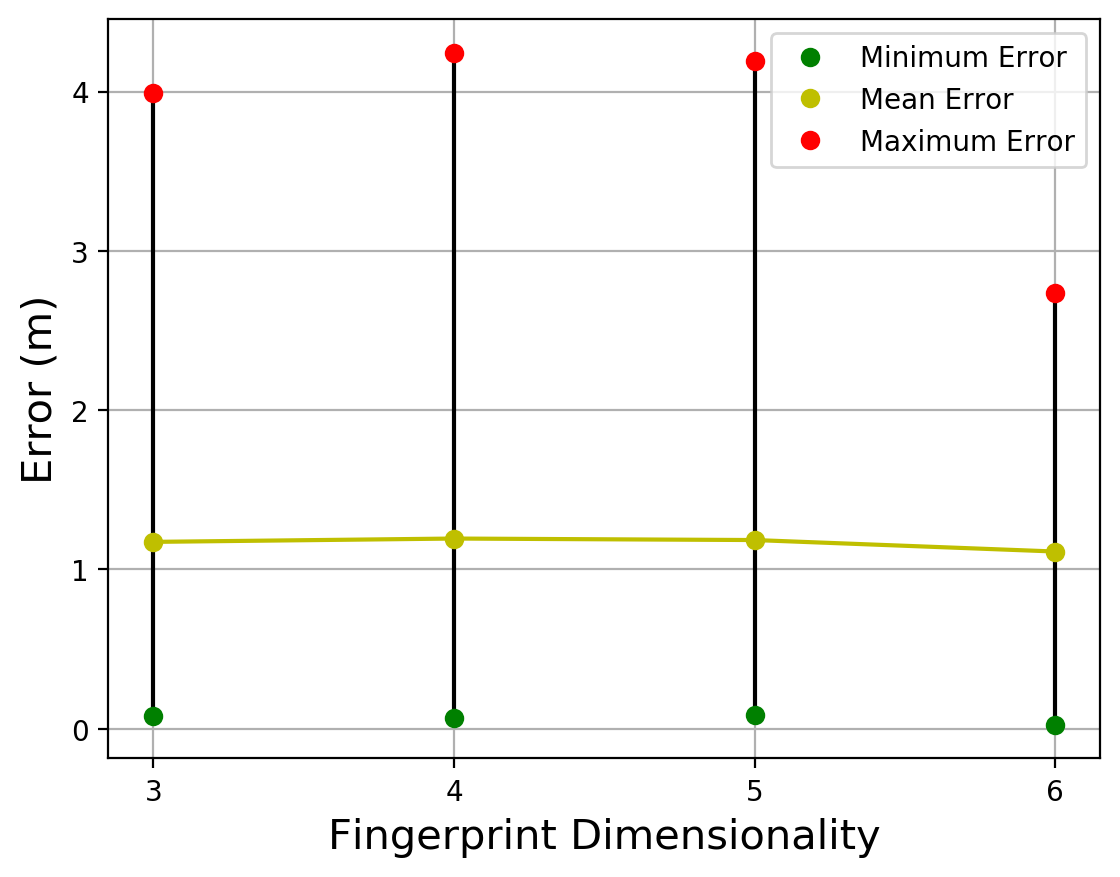 Minimum Error
Mean Error
Maximum Error
4
3
2
1
0
Error (m)
3 4 5 6
Fingerprint Dimensionality